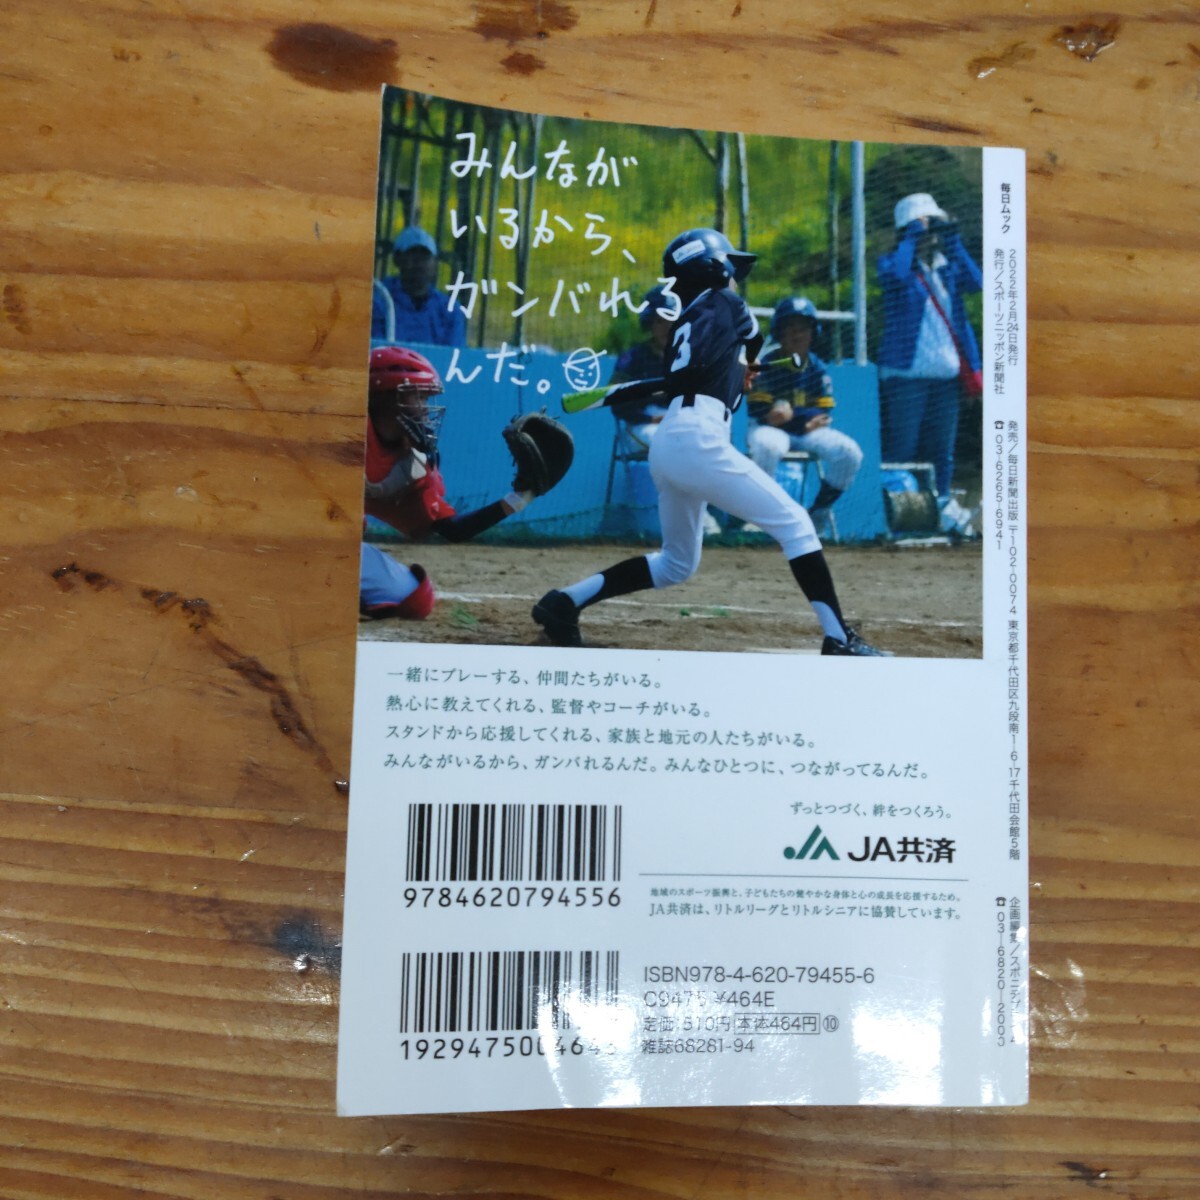 みんなが
いるから、
ガンバれる
んだ。
3
一緒にプレーする、仲間たちがいる。
熱心に教えてくれる、監督やコーチがいる。
スタンドから応援してくれる、家族と地元の人たちがいる。
みんながいるから、ガンバれるんだ。みんなひとつに、つながってるんだ。
ずっとつづく、絆をつくろう。
JA共済
地域のスポーツ振興と、子どもたちの健やかな身体と心の成長を応援するため、
JA共済は、リトルリーグとリトルシニアに協賛しています。
9784620794556
ISBN978-4-620-79455-6
C9475 ¥464E
定価:510円 本体464円 ⑩
雑誌68281-94
毎日ムック
2022年2月24日発行
発行/スポーツニッポン新聞社
発売/毎日新聞出版 〒102-0074 東京都千代田区九段南1-6-17千代田会館5階
☎03-6265-6941
企画編集/スポニチ
☎03-6820-200